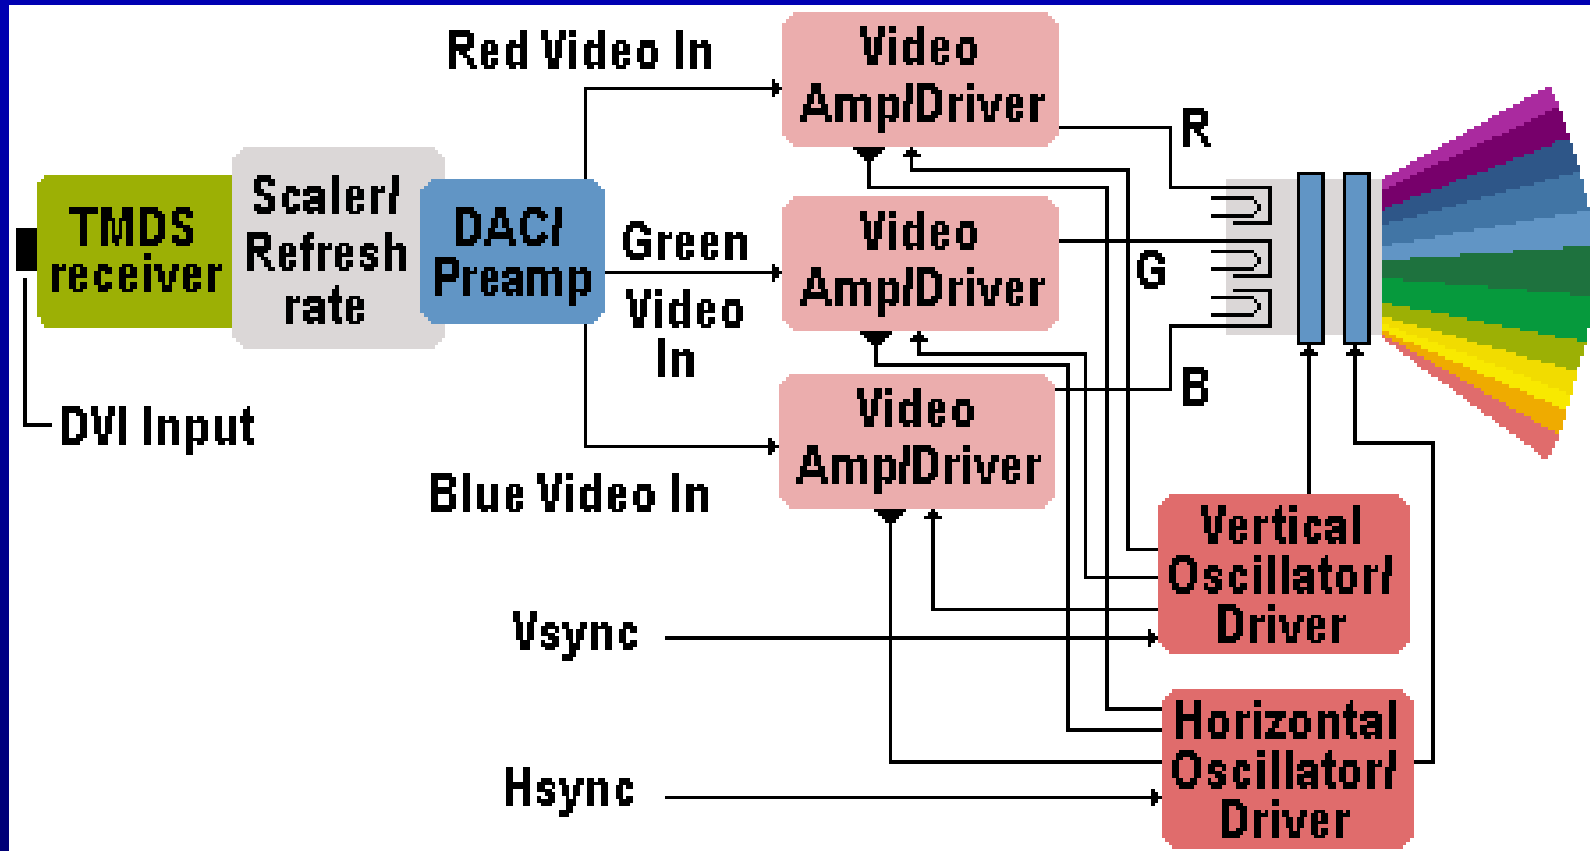 Red Video In
Video
Amp/Driver
R
TMDS
receiver
Scaler/
Refresh
rate
DAC/
Preamp
Green
Video
In
Video
Amp/Driver
G
DVI Input
Blue Video In
Video
Amp/Driver
B
Vsync
Vertical
Oscillator/
Driver
Hsync
Horizontal
Oscillator/
Driver